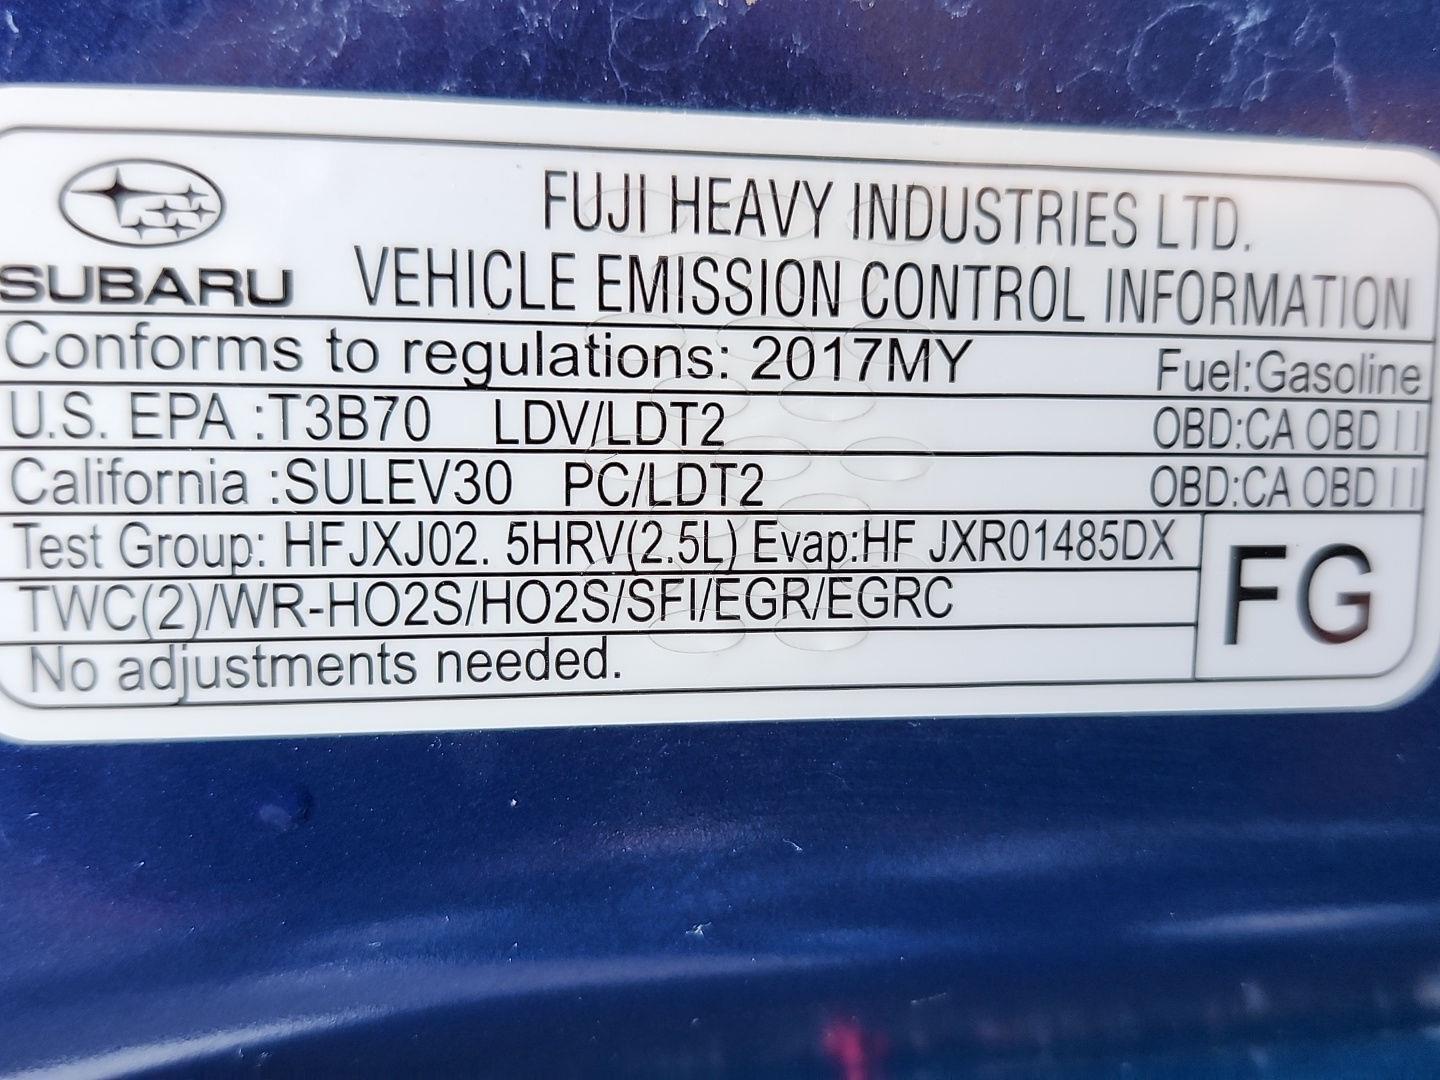 FUJI HEAVY INDUSTRIES LTD.
SUBARU VEHICLE EMISSION CONTROL INFORMATION
Conforms to regulations: 2017MY Fuel:Gasoline
U.S. EPA :T3B70 LDV/LDT2 OBD:CA OBD II
California :SULEV30 PC/LDT2 OBD:CA OBD II
Test Group: HFJXJ02. 5HRV(2.5L) Evap:HF JXR01485DX
TWC(2)/WR-HO2S/HO2S/SFI/EGR/EGRC
FG
No adjustments needed.